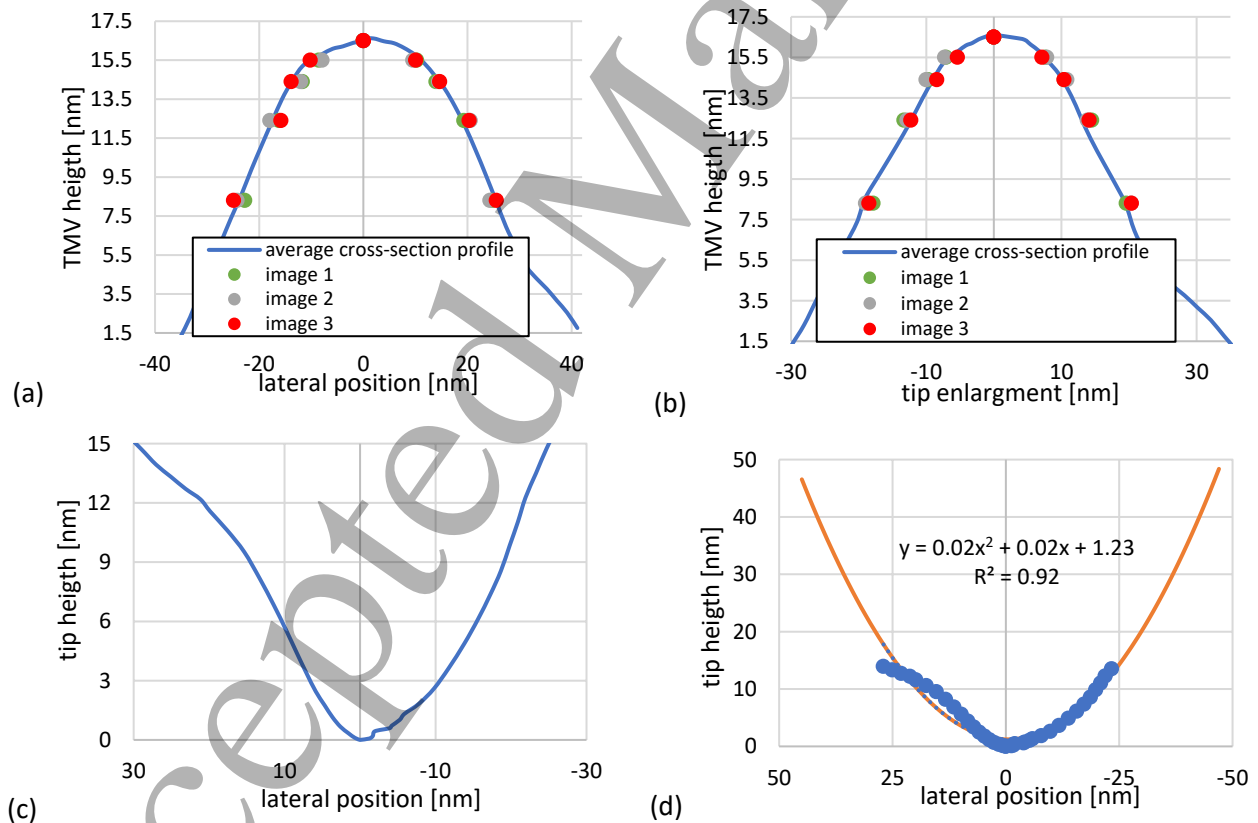 17.5
15.5
13.5
11.5
9.5
7.5
5.5
3.5
1.5
TMV heigth [nm]
average cross-section profile
image 1
image 2
image 3
-40 -20 0 20 40
lateral position [nm]
(a)
17.5
15.5
13.5
11.5
9.5
7.5
5.5
3.5
1.5
TMV heigth [nm]
average cross-section profile
image 1
image 2
image 3
-30 -10 10 30
tip enlargment [nm]
(b)
15
12
9
6
3
0
tip heigth [nm]
30 10 -10 -30
lateral position [nm]
(c)
50
40
30
20
10
0
tip heigth [nm]
y = 0.02x² + 0.02x + 1.23
R² = 0.92
50 25 0 -25 -50
lateral position [nm]
(d)
cepted Ma